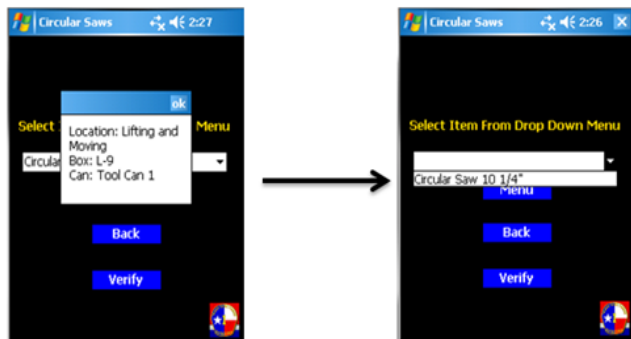 Circular Saws
2:27
ok
Select
Menu
Location: Lifting and
Moving
Box: L-9
Can: Tool Can 1
Circular
Back
Verify
Circular Saws
2:26
Select Item From Drop Down Menu
Circular Saw 10 1/4"
Menu
Back
Verify